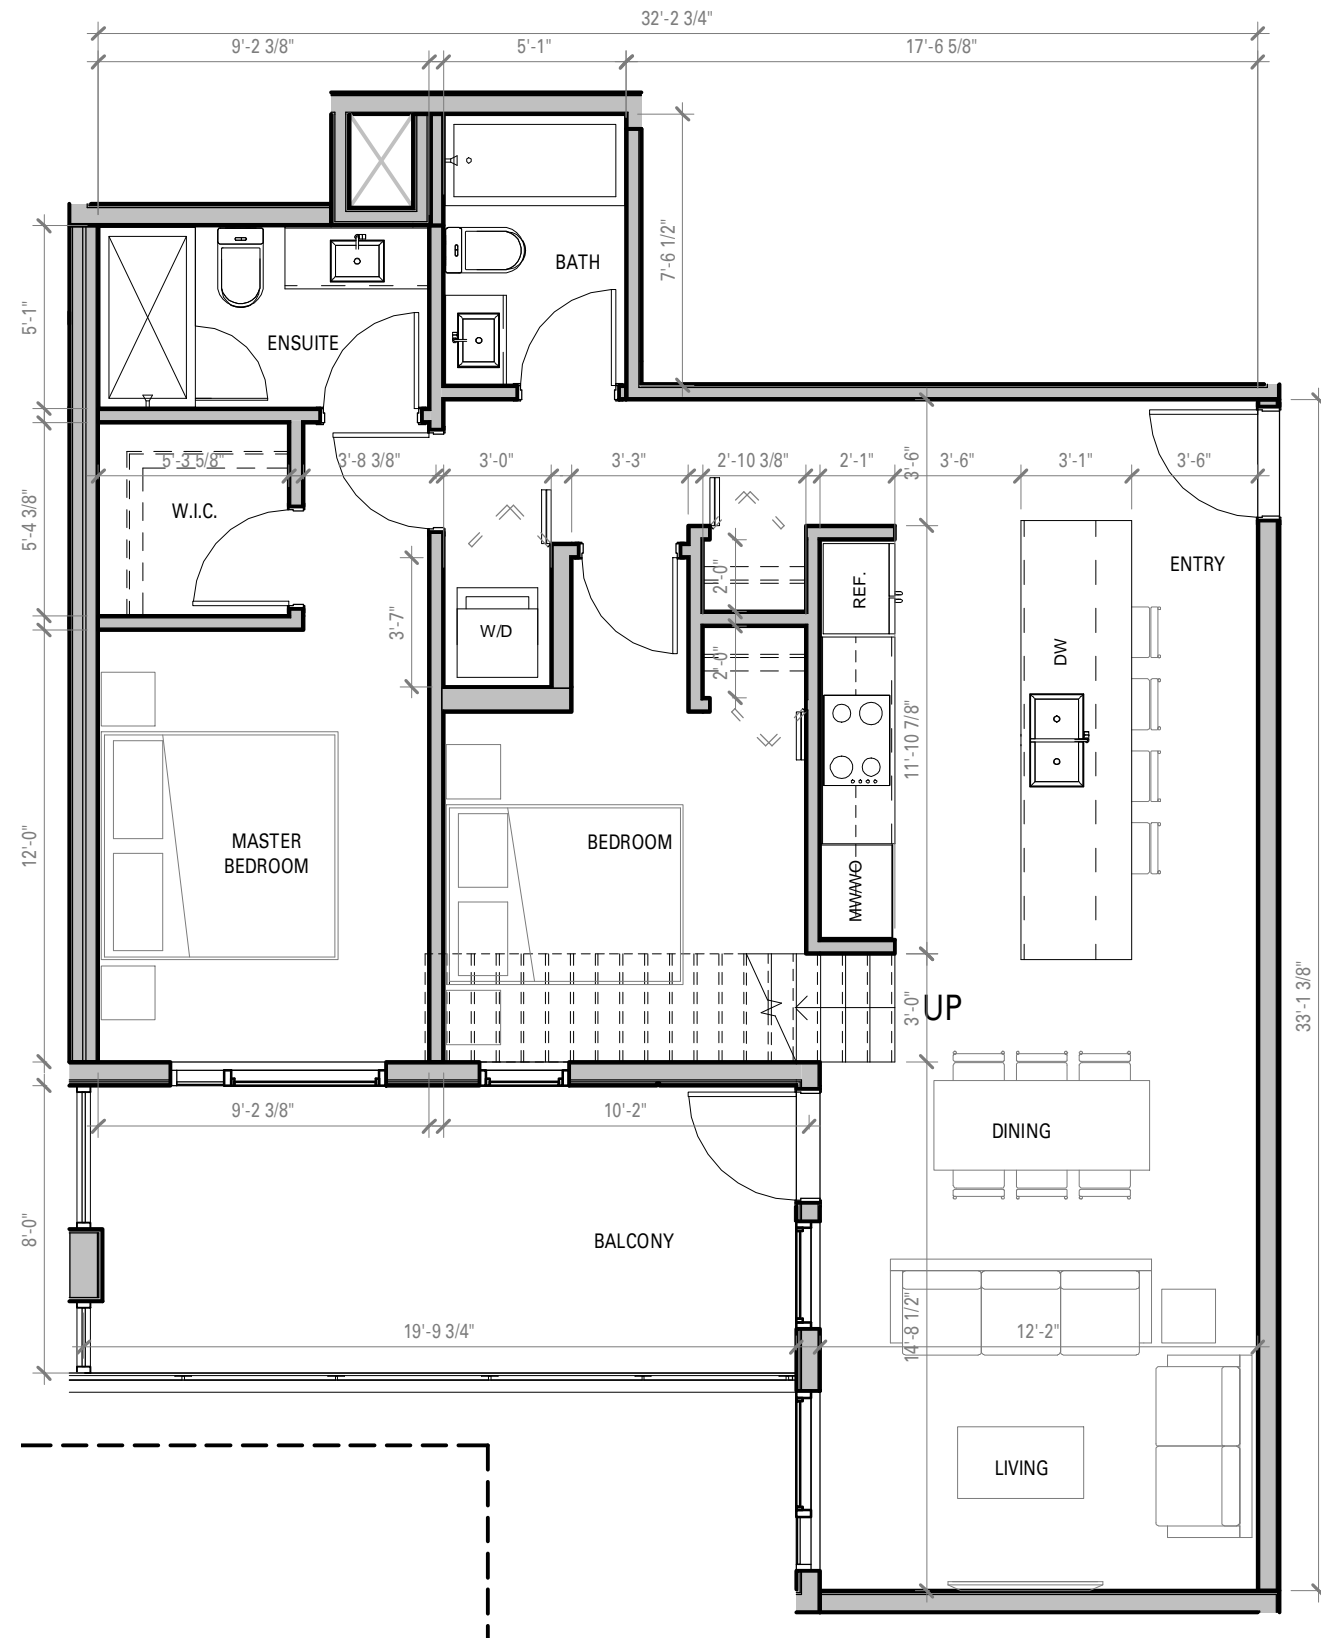 32'-2 3/4"
9'-2 3/8"
5'-1"
17'-6 5/8"
7'-6 1/2"
BATH
5'-1"
ENSUITE
5'-3 5/8"
3'-8 3/8"
3'-0"
3'-3"
2'-10 3/8"
2'-1"
3'-6"
3'-6"
3'-1"
3'-6"
W.I.C.
5'-4 3/8"
ENTRY
2'-0"
REF.
3'-7"
W/D
DW
2'-0"
11'-10 7/8"
12'-0"
MASTER
BEDROOM
BEDROOM
MW/WO
33'-1 3/8"
3'-0"
UP
9'-2 3/8"
10'-2"
DINING
8'-0"
BALCONY
19'-9 3/4"
14'-8 1/2"
12'-2"
LIVING